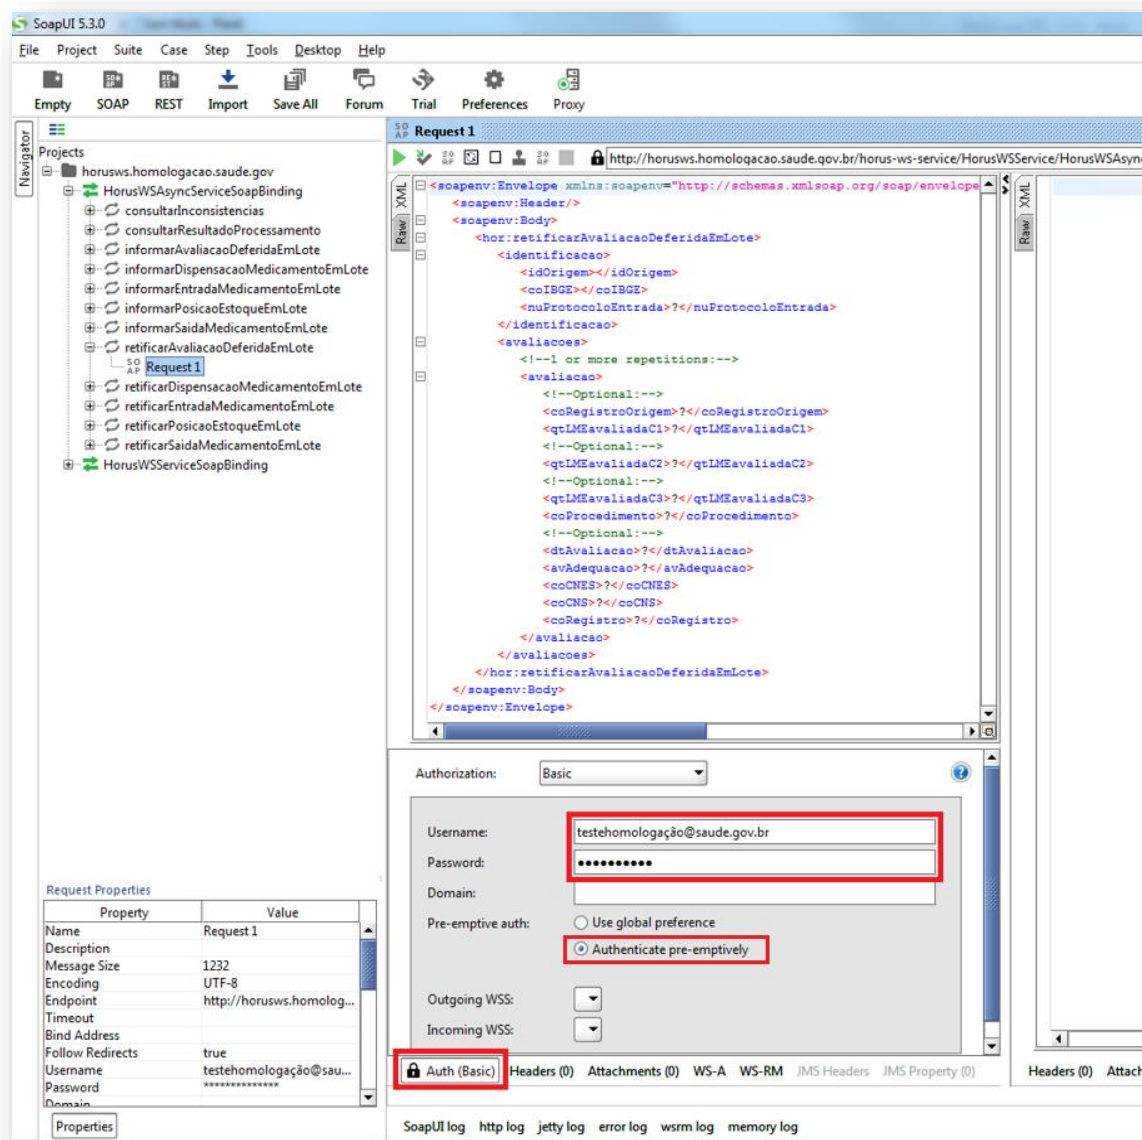 SoapUI 5.3.0
File Project Suite Case Step Tools Desktop Help
Empty SOAP REST Import Save All Forum Trial Preferences Proxy
Navigator
Projects
horusws.homologacao.saude.gov
HorusWSAsyncServiceSoapBinding
consultarInconsistencias
consultarResultadoProcessamento
informarAvaliacaoDeferidaEmLote
informarDispensacaoMedicamentoEmLote
informarEntradaMedicamentoEmLote
informarPosicaoEstoqueEmLote
informarSaidaMedicamentoEmLote
retificarAvaliacaoDeferidaEmLote
SOAP Request 1
retificarDispensacaoMedicamentoEmLote
retificarEntradaMedicamentoEmLote
retificarPosicaoEstoqueEmLote
retificarSaidaMedicamentoEmLote
HorusWSServiceSoapBinding
Request Properties
Property Value
Name Request 1
Description
Message Size 1232
Encoding UTF-8
Endpoint http://horusws.homolog...
Timeout
Bind Address
Follow Redirects true
Username testehomologação@sau...
Password **************
Domain
Properties
SOAP Request 1
http://horusws.homologacao.saude.gov.br/horus-ws-service/HorusWSService/HorusWSAsync
XML
Raw
<soapenv:Envelope xmlns:soapenv="http://schemas.xmlsoap.org/soap/envelope
<soapenv:Header/>
<soapenv:Body>
<hor:retificarAvaliacaoDeferidaEmLote>
<identificacao>
<idOrigem></idOrigem>
<coIBGE></coIBGE>
<nuProtocoloEntrada>?</nuProtocoloEntrada>
</identificacao>
<avaliacoes>
<!--1 or more repetitions:-->
<avaliacao>
<!--Optional:-->
<coRegistroOrigem>?</coRegistroOrigem>
<qtLMEavaliadaC1>?</qtLMEavaliadaC1>
<!--Optional:-->
<qtLMEavaliadaC2>?</qtLMEavaliadaC2>
<!--Optional:-->
<qtLMEavaliadaC3>?</qtLMEavaliadaC3>
<coProcedimento>?</coProcedimento>
<!--Optional:-->
<dtAvaliacao>?</dtAvaliacao>
<avAdequacao>?</avAdequacao>
<coCNES>?</coCNES>
<coCNS>?</coCNS>
<coRegistro>?</coRegistro>
</avaliacao>
</avaliacoes>
</hor:retificarAvaliacaoDeferidaEmLote>
</soapenv:Body>
</soapenv:Envelope>
XML
Raw
Authorization: Basic
Username: testehomologação@saude.gov.br
Password: ••••••••••
Domain:
Pre-emptive auth: Use global preference
Authenticate pre-emptively
Outgoing WSS:
Incoming WSS:
Auth (Basic) Headers (0) Attachments (0) WS-A WS-RM JMS Headers JMS Property (0)
Headers (0) Attach
SoapUI log http log jetty log error log wsrm log memory log